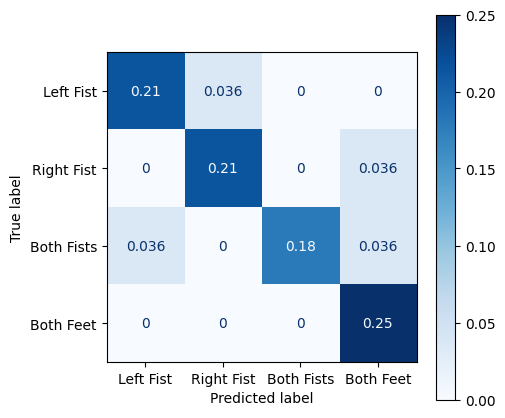 0.25
Left Fist 0.21 0.036 0 0
0.20
Right Fist 0 0.21 0 0.036
0.15
True label
Both Fists 0.036 0 0.18 0.036
0.10
Both Feet 0 0 0 0.25
0.05
0.00
Left Fist Right Fist Both Fists Both Feet
Predicted label